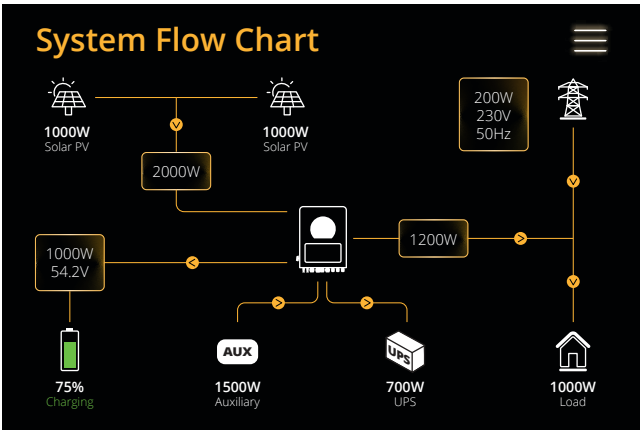 System Flow Chart
1000W
Solar PV
1000W
Solar PV
200W
230V
50Hz
2000W
1000W
54.2V
1200W
AUX
UPS
75%
Charging
1500W
Auxiliary
700W
UPS
1000W
Load